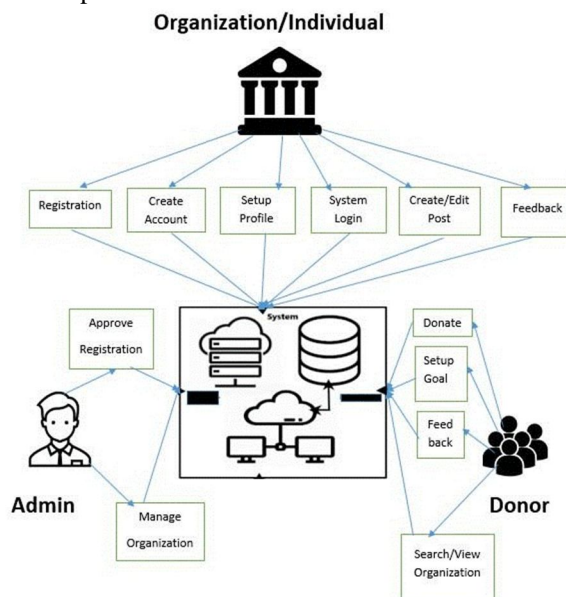 Organization/Individual
Registration
Create
Account
Setup
Profile
System
Login
Create/Edit
Post
Feedback
System
Approve
Registration
Donate
Setup
Goal
Feed
back
Admin
Donor
Manage
Organization
Search/View
Organization